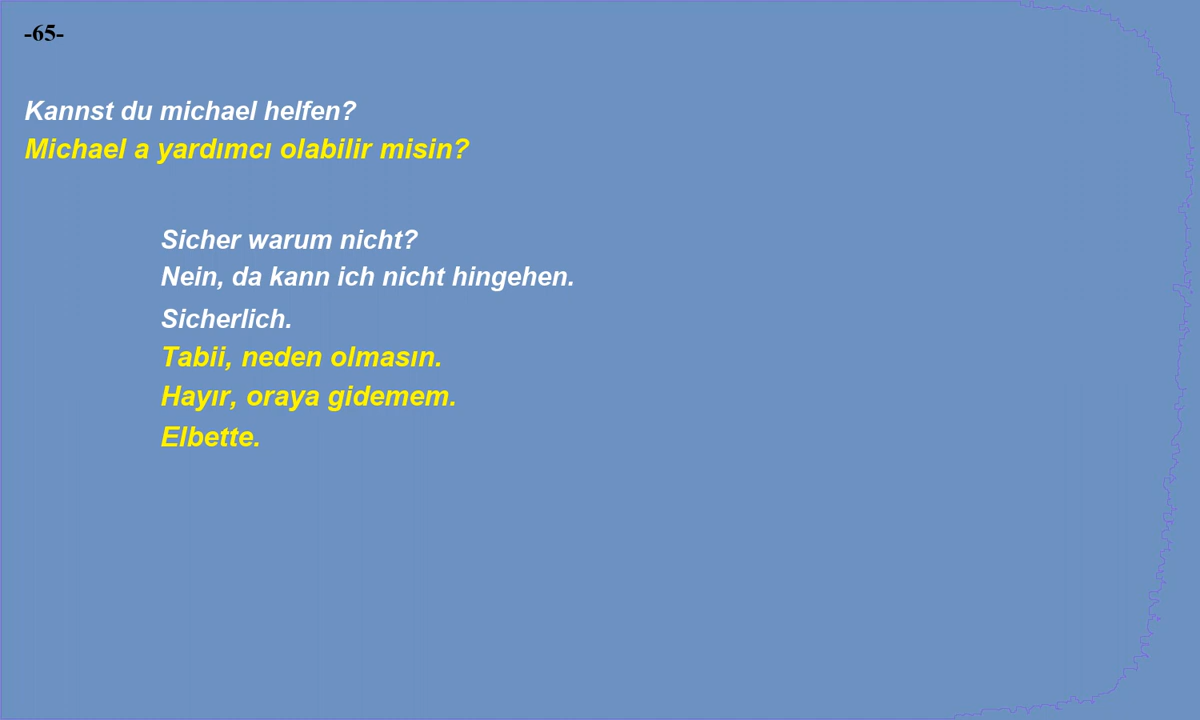 -65-
Kannst du michael helfen?
Michael a yardımcı olabilir misin?
Sicher warum nicht?
Nein, da kann ich nicht hingehen.
Sicherlich.
Tabii, neden olmasın.
Hayır, oraya gidemem.
Elbette.